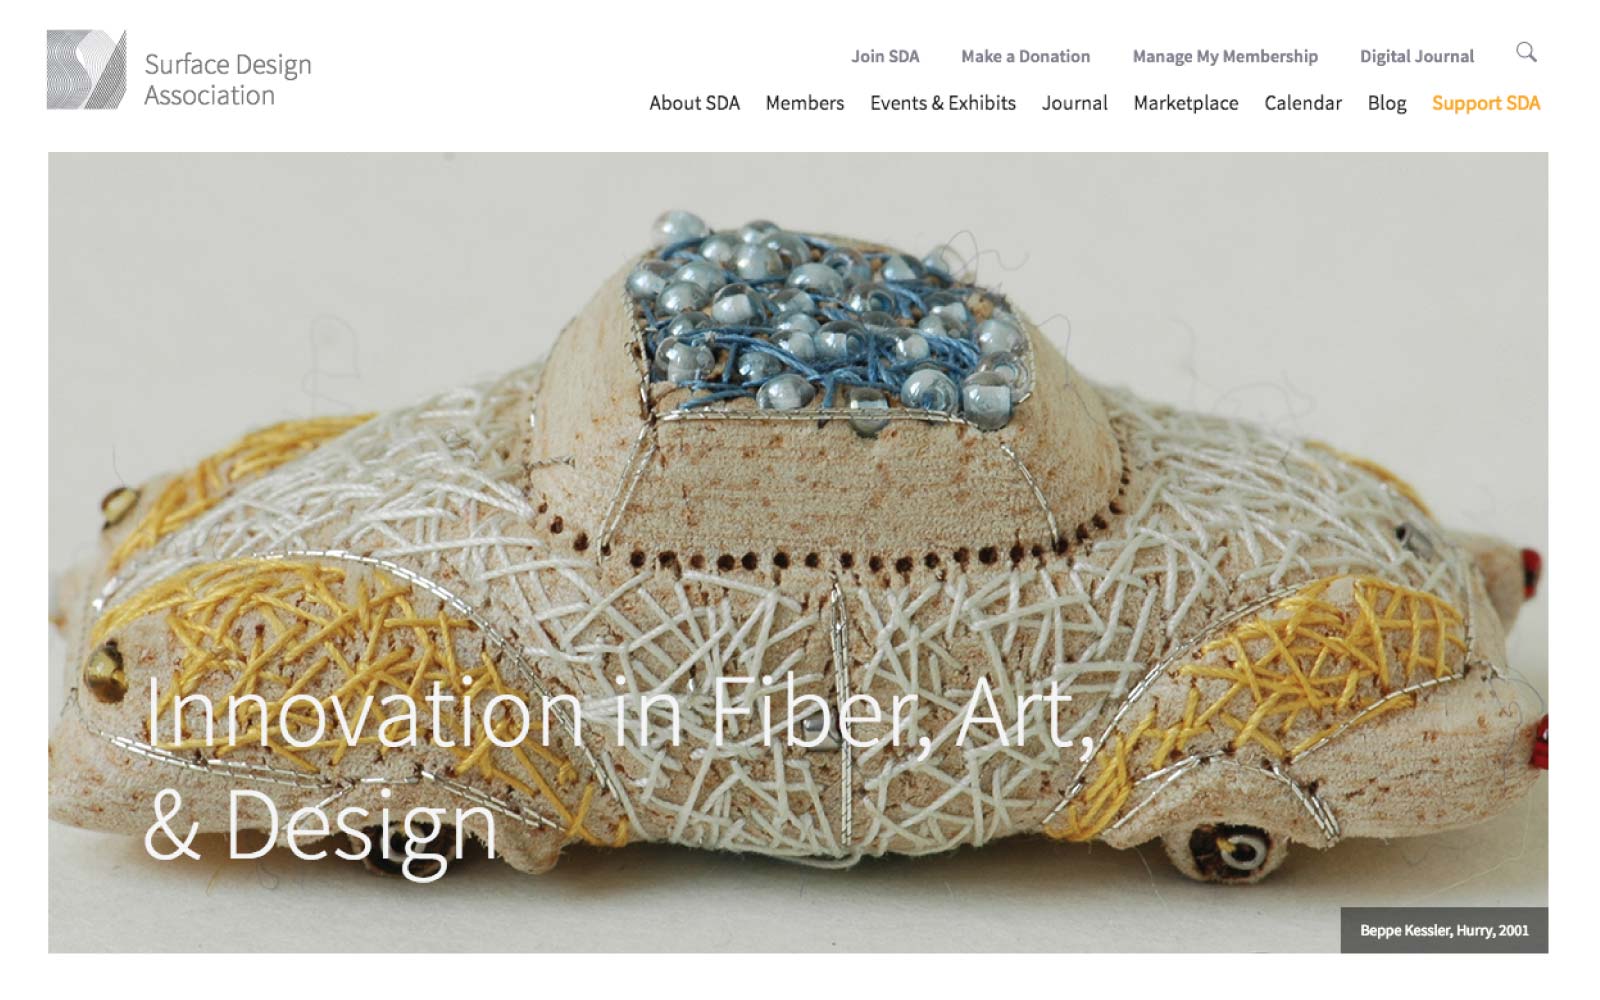 Surface Design
Association
Join SDA
Make a Donation
Manage My Membership
Digital Journal
About SDA
Members
Events & Exhibits
Journal
Marketplace
Calendar
Blog
Support SDA
Innovation in Fiber, Art,
& Design
Beppe Kessler, Hurry, 2001